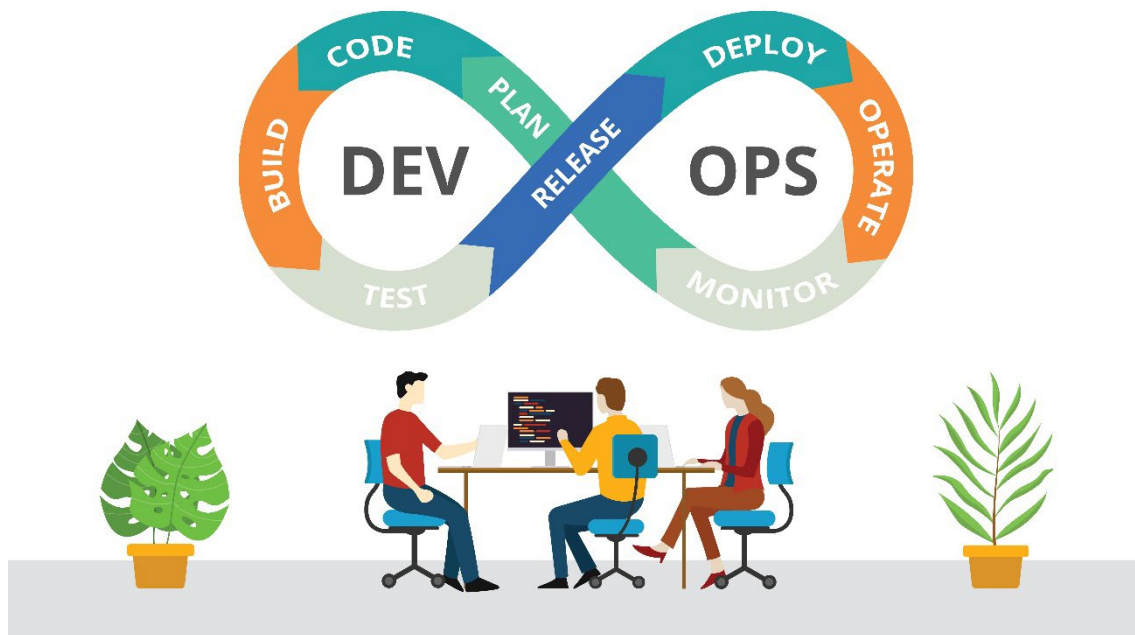 CODE
DEPLOY
PLAN
BUILD
DEV
RELEASE
OPS
OPERATE
TEST
MONITOR